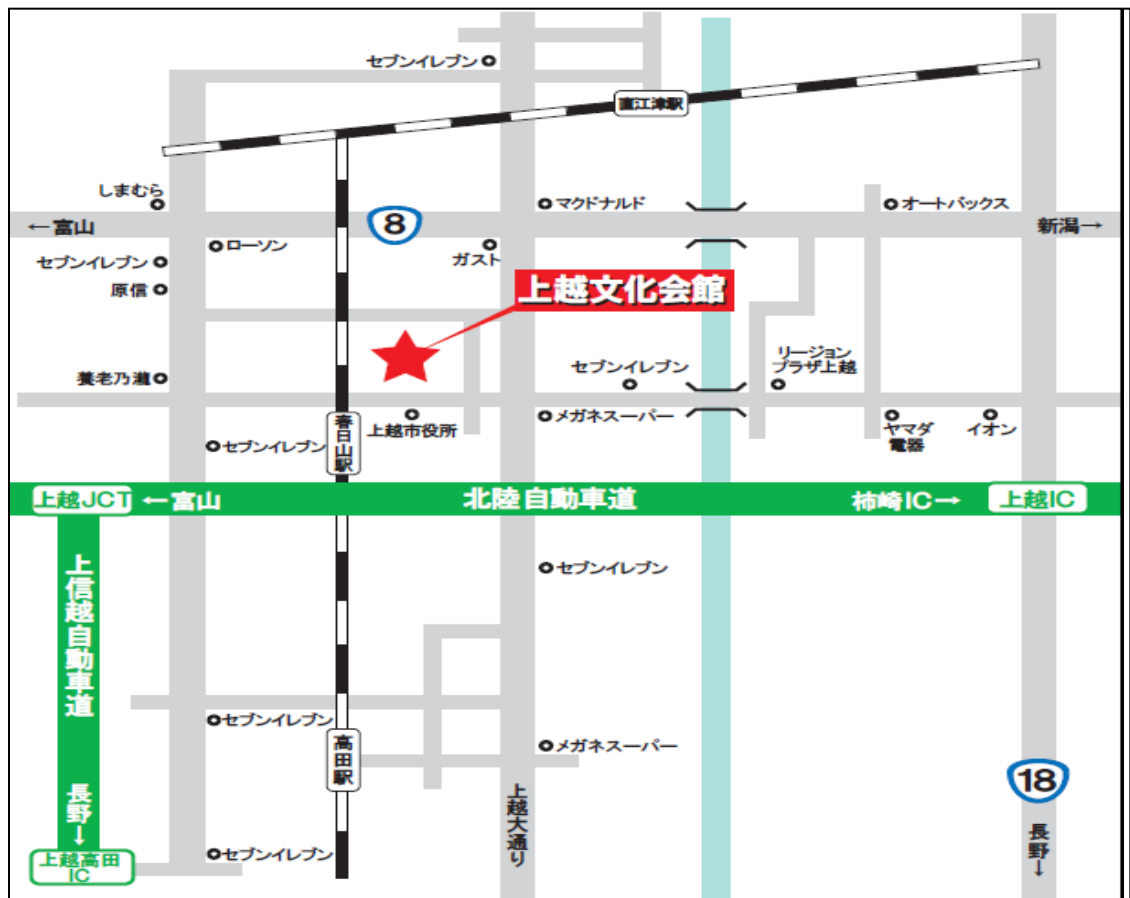 セブンイレブン
直江津駅
しまむら
マクドナルド
オートバックス
8
←富山
新潟→
ローソン
ガスト
セブンイレブン
原信
上越文化会館
リージョン
プラザ上越
セブンイレブン
養老乃瀧
春日山駅
上越市役所
メガネスーパー
ヤマダ
電器
イオン
セブンイレブン
上越JCT
←富山
北陸自動車道
柿崎IC→
上越IC
上信越自動車道
長野↓
セブンイレブン
セブンイレブン
高田駅
メガネスーパー
18
上越大通り
長野↓
セブンイレブン
上越高田
IC